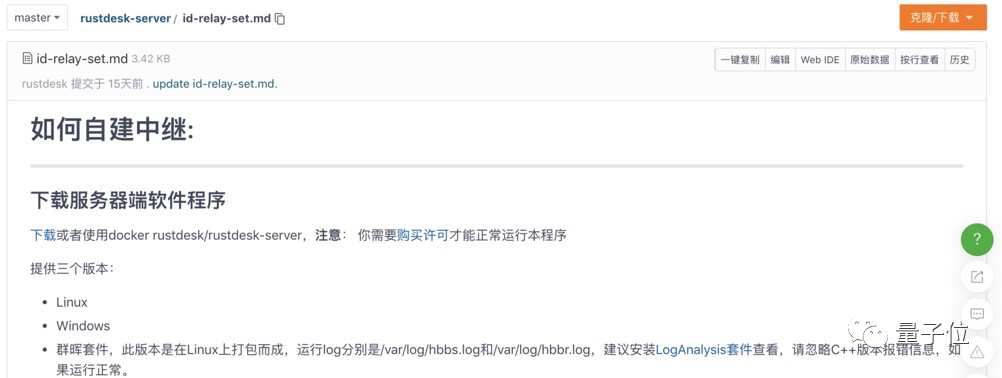 master
rustdesk-server / id-relay-set.md
克隆/下载
id-relay-set.md 3.42 KB
一键复制 编辑 Web IDE 原始数据 按行查看 历史
rustdesk 提交于 15天前 . update id-relay-set.md.
如何自建中继:
下载服务器端软件程序
下载或者使用docker rustdesk/rustdesk-server，注意： 你需要购买许可才能正常运行本程序
提供三个版本：
Linux
Windows
群晖套件，此版本是在Linux上打包而成，运行log分别是/var/log/hbbs.log和/var/log/hbbr.log，建议安装LogAnalysis套件查看，请忽略C++版本报错信息，如
果运行正常。
?
量子位